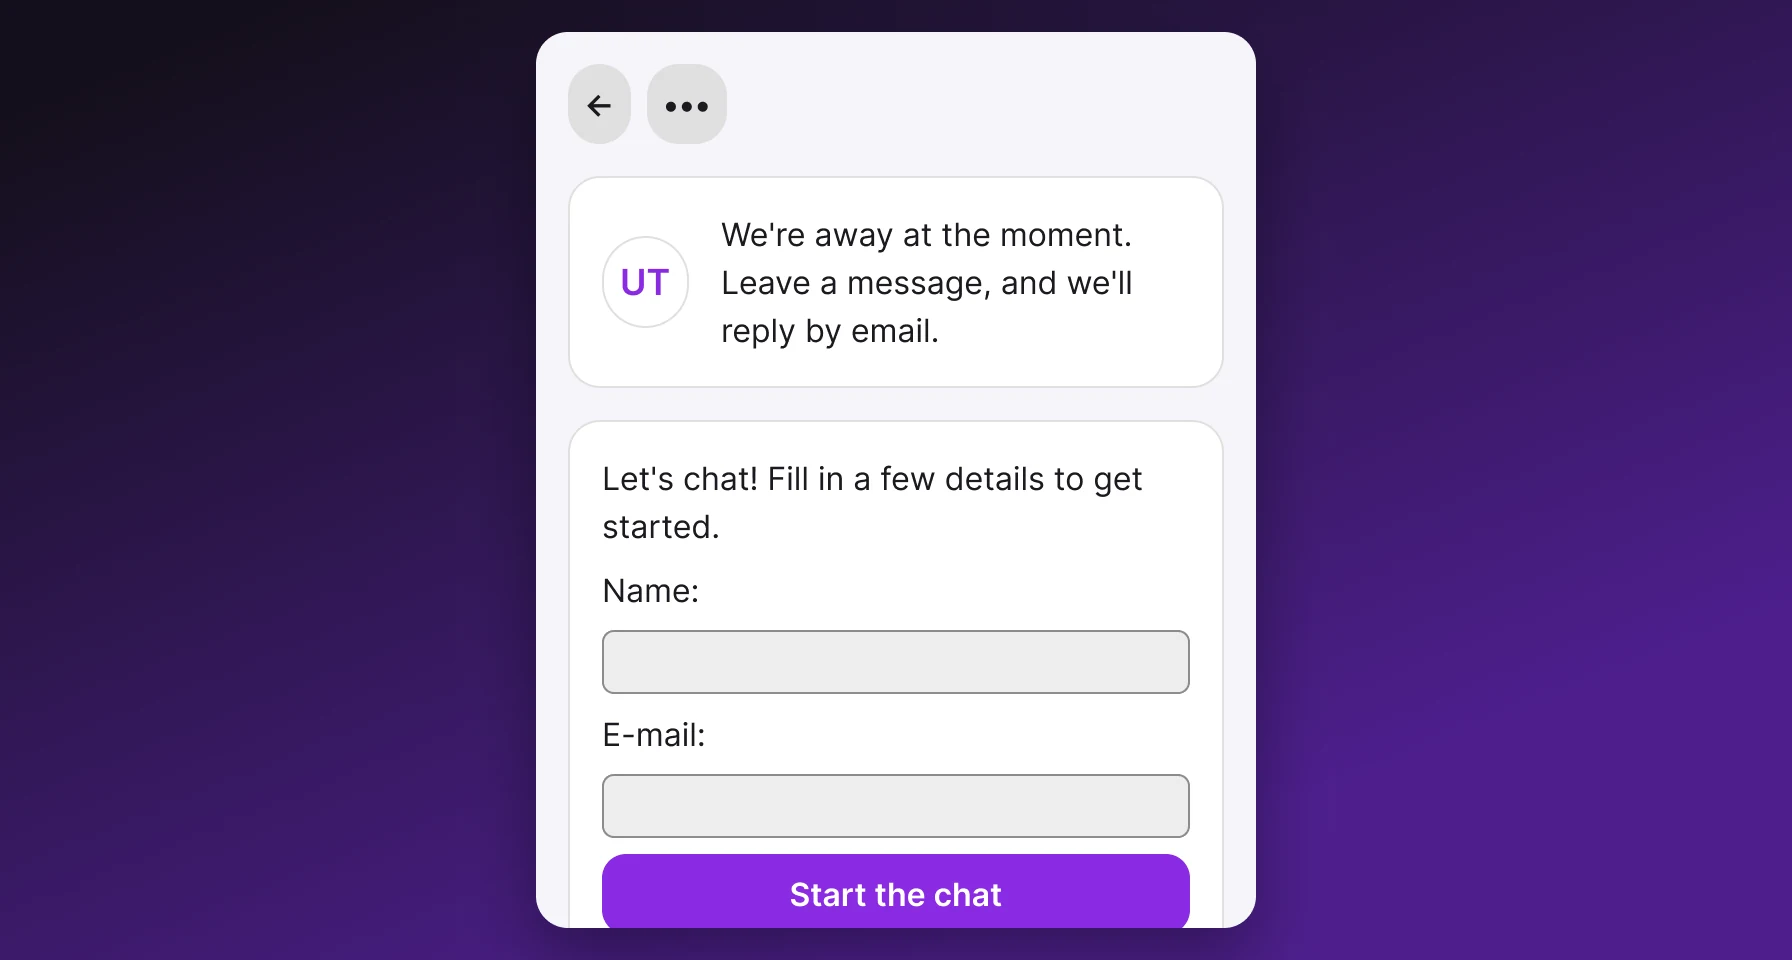 UT
We're away at the moment.
Leave a message, and we'll
reply by email.
Let's chat! Fill in a few details to get
started.
Name:
E-mail:
Start the chat